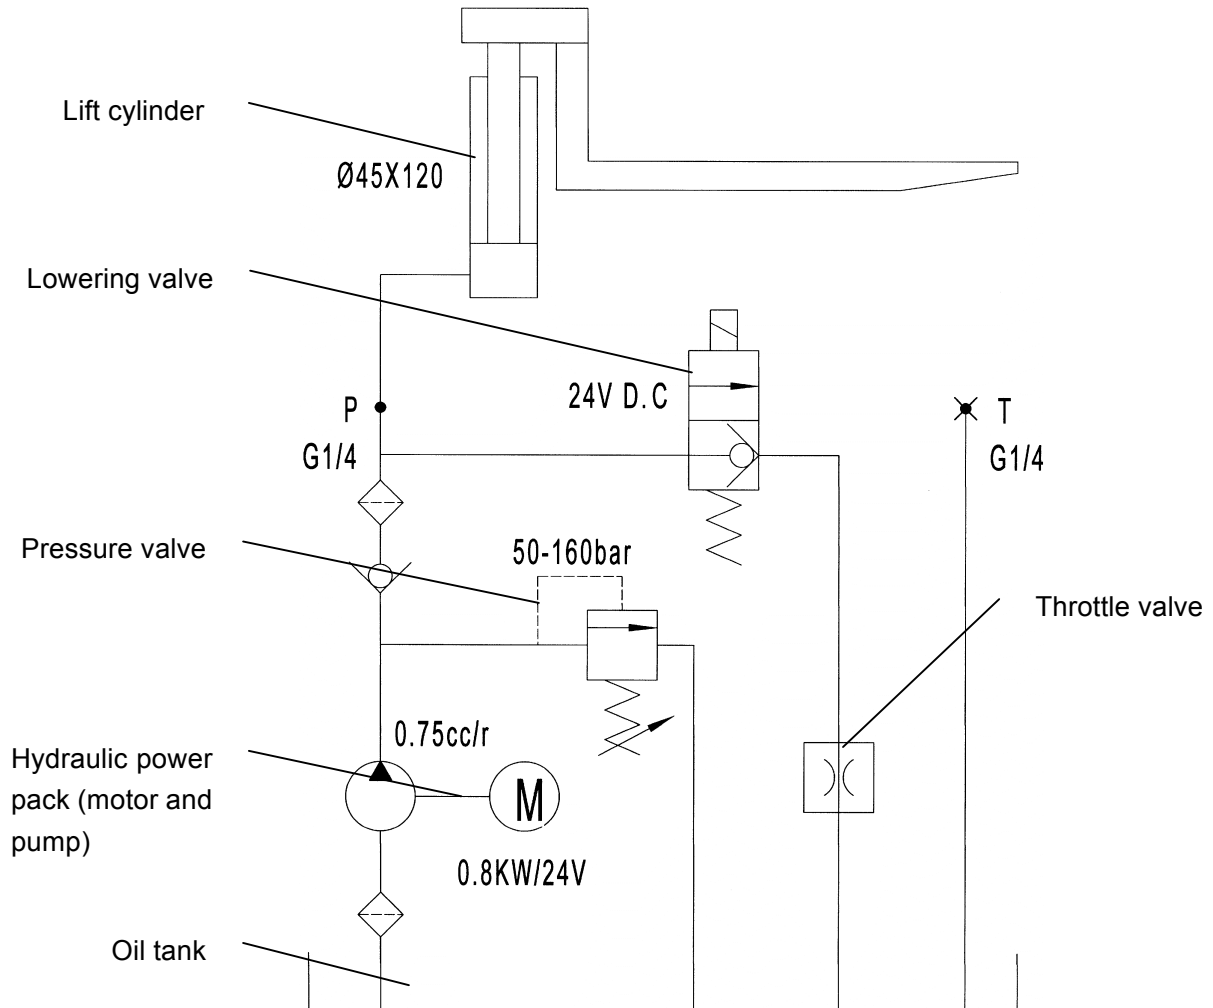 Lift cylinder
Ø45X120
Lowering valve
24V D.C
P
T
G1/4
G1/4
Pressure valve
50-160bar
Throttle valve
0.75cc/r
Hydraulic power
pack (motor and
pump)
M
0.8KW/24V
Oil tank